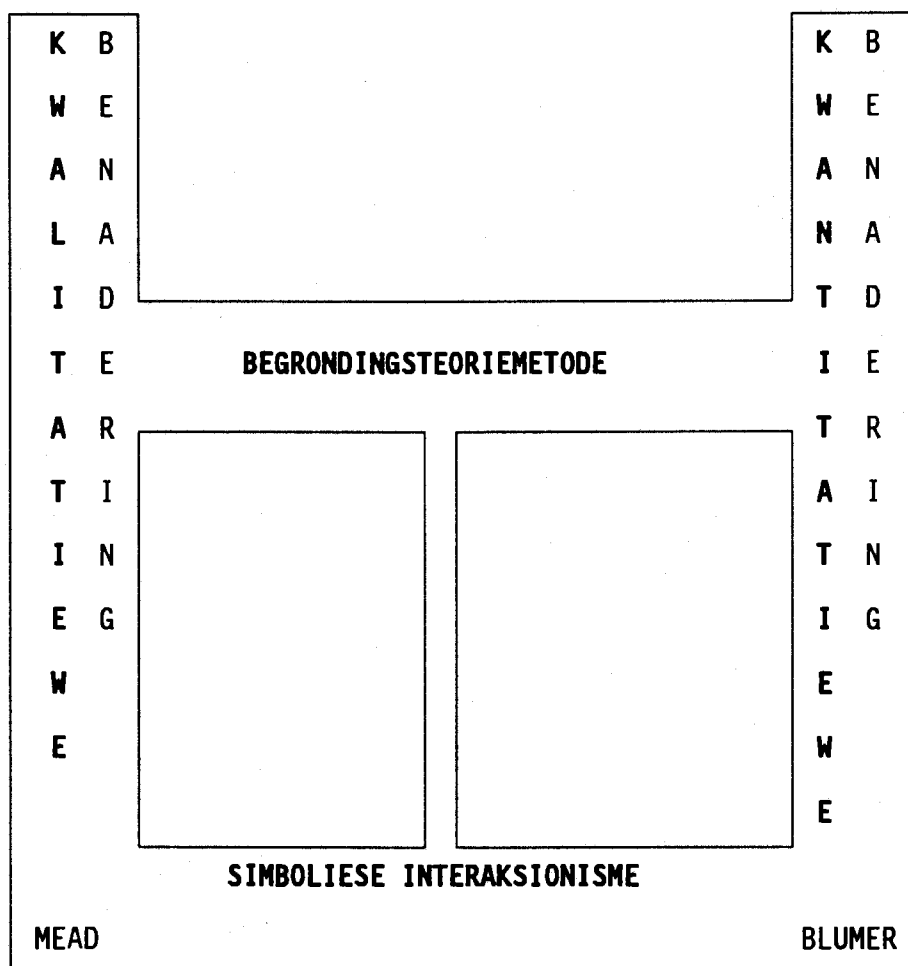 KWALITATIEWE
BENADERING
BEGRONDINGSTEORIEMETODE
SIMBOLIESE INTERAKSIONISME
KWANTITATIEWE
BENADERING
MEAD
BLUMER